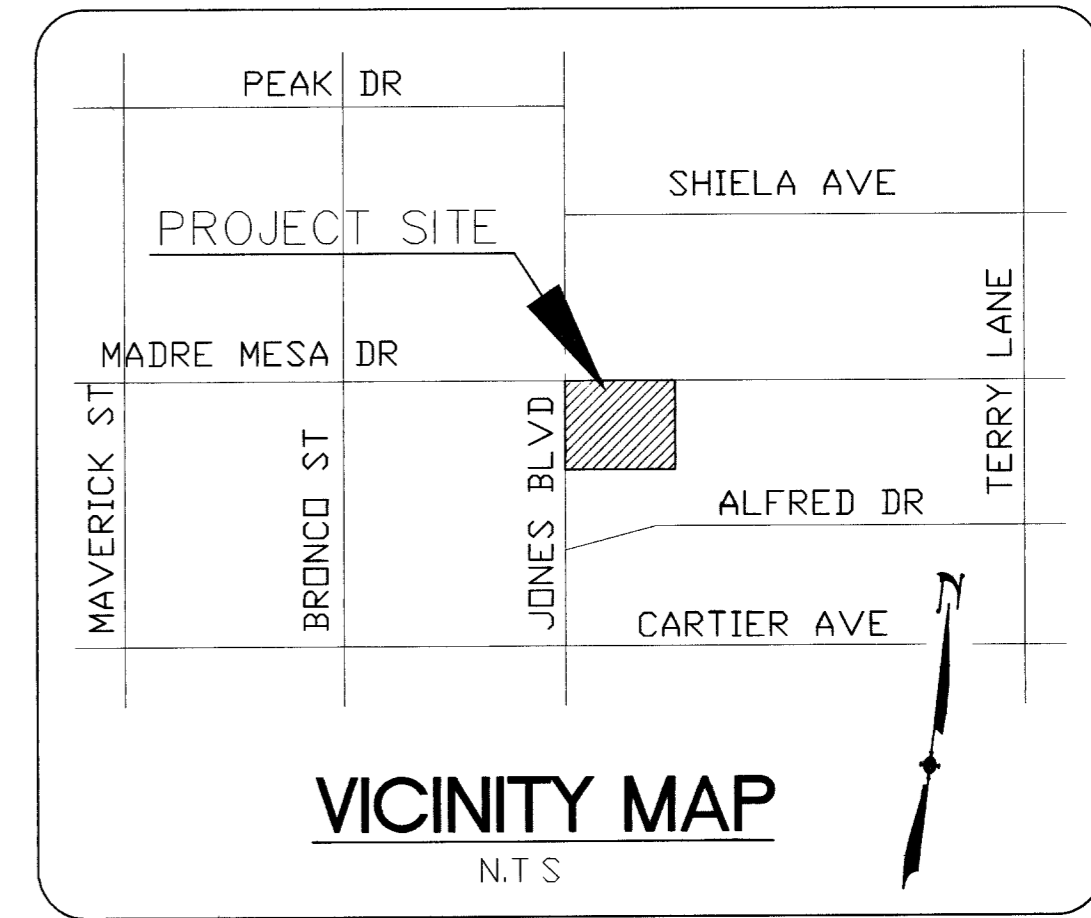 PEAK DR
SHIELA AVE
PROJECT SITE
MADRE MESA DR
MAVERICK ST
BRONCO ST
JONES BLVD
TERRY LANE
ALFRED DR
CARTIER AVE
N
VICINITY MAP
N.T S